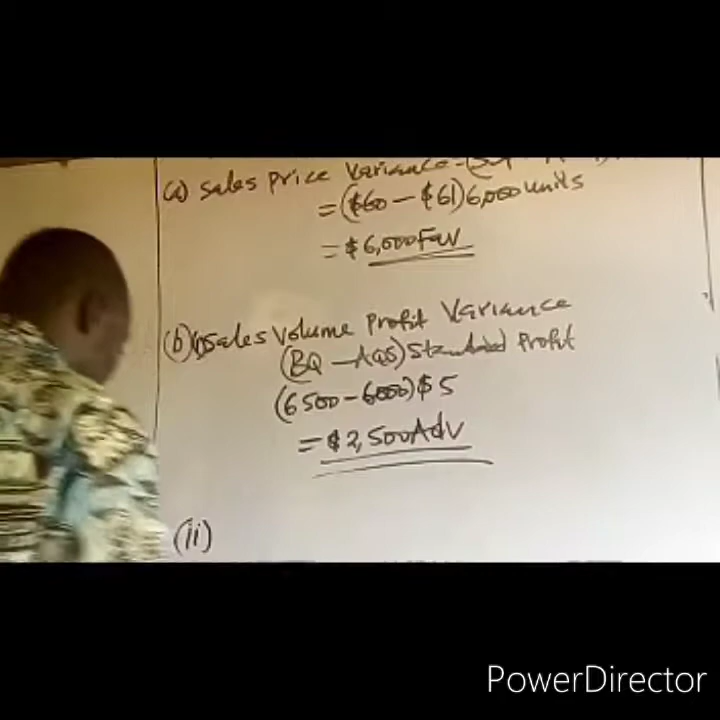 (a) Sales Price Variance
= ($60 - $61) 6,000 units
= $6,000 Fav
(b) (i) Sales Volume Profit Variance
(BQ - AQS) Standard Profit
(6500 - 6000) $5
= $2,500 Adv
(ii)
PowerDirector